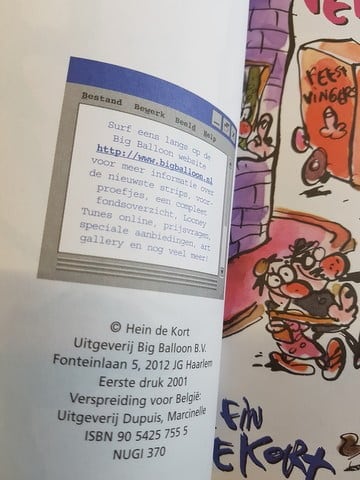 Bestand Bewerk Beeld Help
Surf eens langs op de
Big Balloon website
http://www.bigballoon.nl
voor meer informatie over
de nieuwste strips, voor-
proefjes, een compleet
fondsoverzicht, Looney
Tunes online, prijsvragen,
speciale aanbiedingen, art
gallery en nog veel meer!
© Hein de Kort
Uitgeverij Big Balloon B.V.
Fonteinlaan 5, 2012 JG Haarlem
Eerste druk 2001
Verspreiding voor België:
Uitgeverij Dupuis, Marcinelle
ISBN 90 5425 755 5
NUGI 370
FEEST
VINGERS
EIN
E KORT